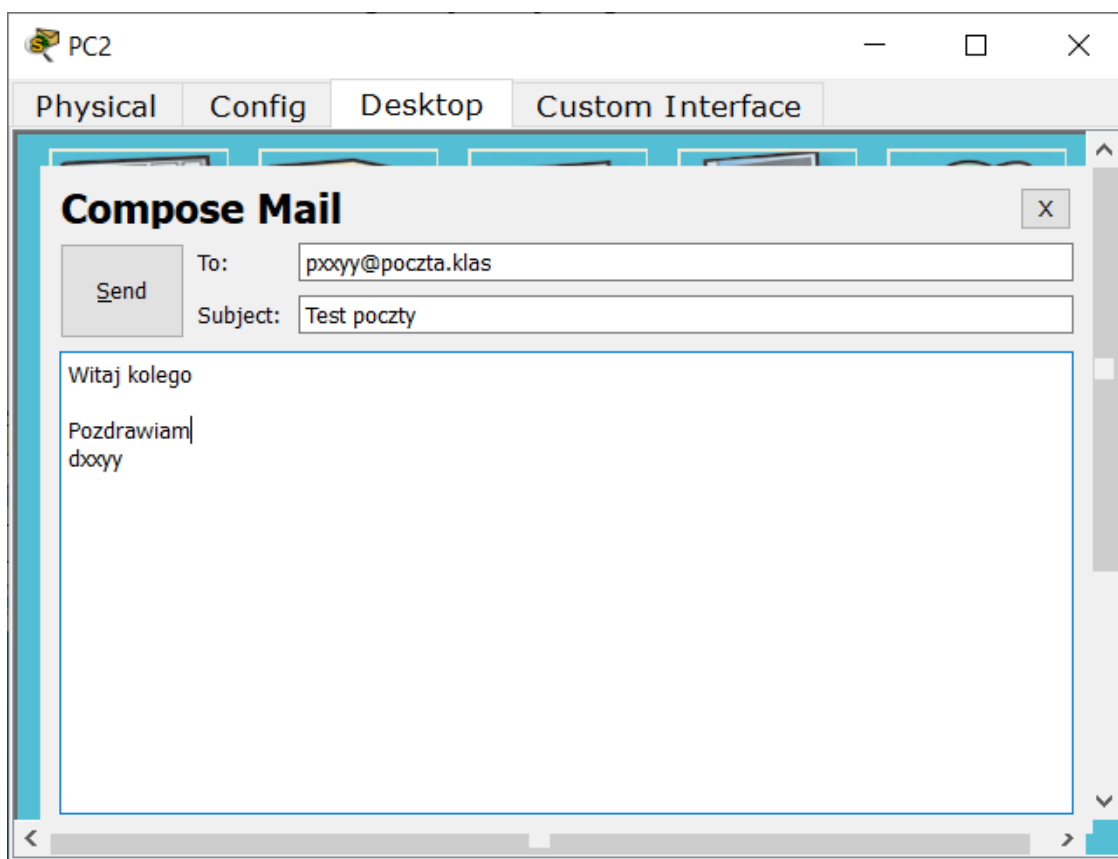 PC2
Physical Config Desktop Custom Interface
Compose Mail
X
Send
To: pxxyy@poczta.klas
Subject: Test poczty
Witaj kolego
Pozdrawiam
dxxyy